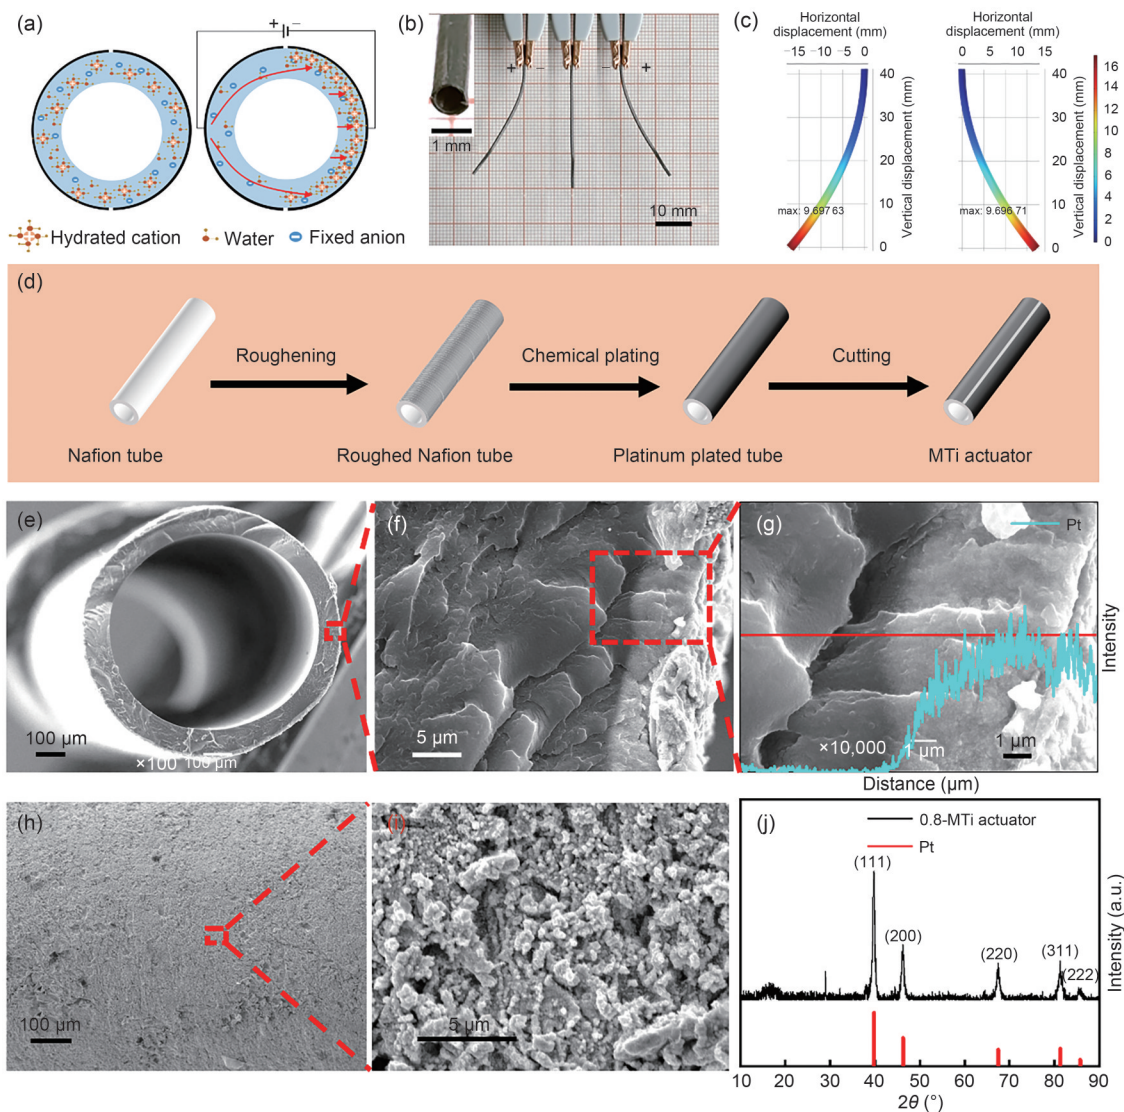 (a)
+ −
Hydrated cation
Water
Fixed anion
(b)
+ − − +
1 mm
10 mm
(c)
Horizontal
displacement (mm)
−15 −10 −5 0
40
30
20
10
0
Vertical displacement (mm)
max: 9.697 63
Horizontal
displacement (mm)
0 5 10 15
40
30
20
10
0
Vertical displacement (mm)
max: 9.696 71
16
14
12
10
8
6
4
2
0
(d)
Roughening
Chemical plating
Cutting
Nafion tube
Roughed Nafion tube
Platinum plated tube
MTi actuator
(e)
100 μm
×100 100 μm
(f)
5 μm
(g)
Pt
Intensity
×10,000 1 μm
1 μm
Distance (μm)
(h)
100 μm
(i)
5 μm
(j)
0.8-MTi actuator
Pt
(111)
(200)
(220)
(311)
(222)
Intensity (a.u.)
10 20 30 40 50 60 70 80 90
2θ (°)